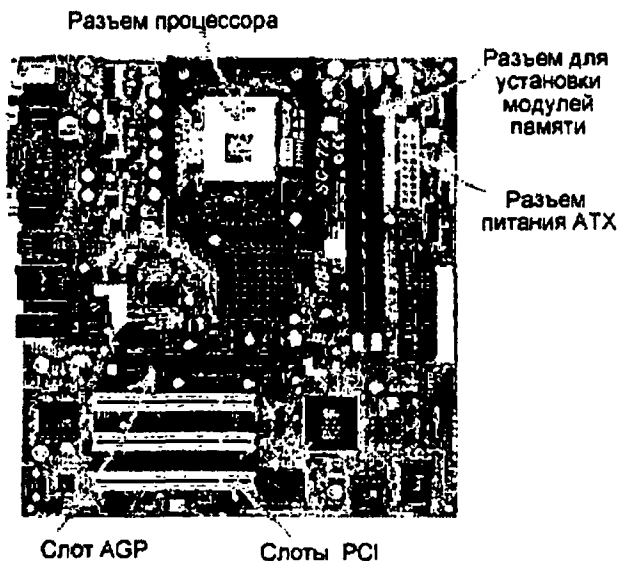 Разъем процессора
Разъем для
установки
модулей
памяти
Разъем
питания ATX
Слот AGP
Слоты PCI